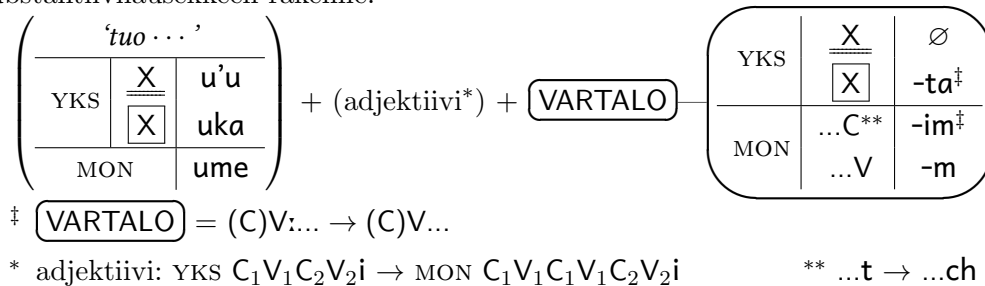 Substantiivilausekkeen rakenne:
‘tuo · · · ’
YKS X u'u
X uka
MON ume
+ (adjektiivi*) + VARTALO
YKS X ∅
X -ta‡
MON ...C** -im‡
...V -m
‡ VARTALO = (C)Vː... → (C)V...
* adjektiivi: YKS C₁V₁C₂V₂i → MON C₁V₁C₁V₁C₂V₂i ** ...t → ...ch